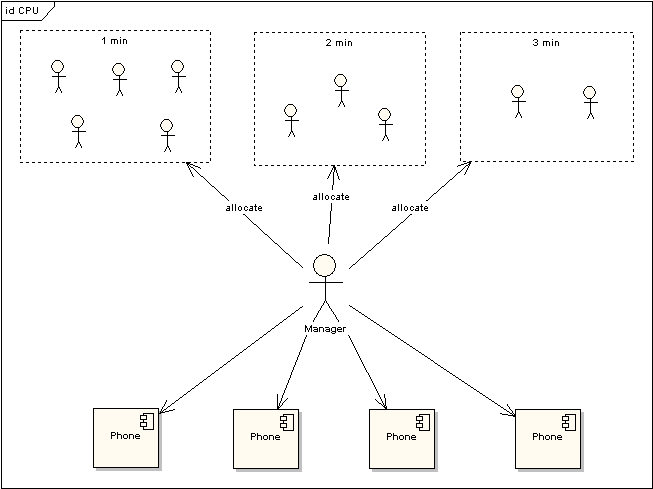 id CPU
1 min
2 min
3 min
allocate
allocate
allocate
Manager
Phone
Phone
Phone
Phone